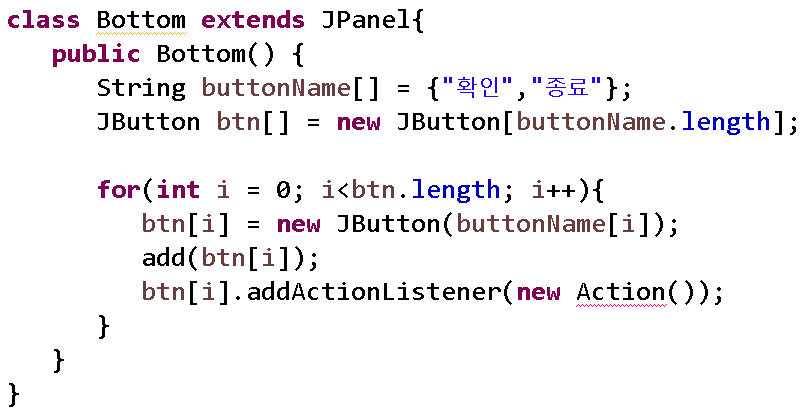 class Bottom extends JPanel{
public Bottom() {
String buttonName[] = {"확인","종료"};
JButton btn[] = new JButton[buttonName.length];
for(int i = 0; i<btn.length; i++){
btn[i] = new JButton(buttonName[i]);
add(btn[i]);
btn[i].addActionListener(new Action());
}
}
}